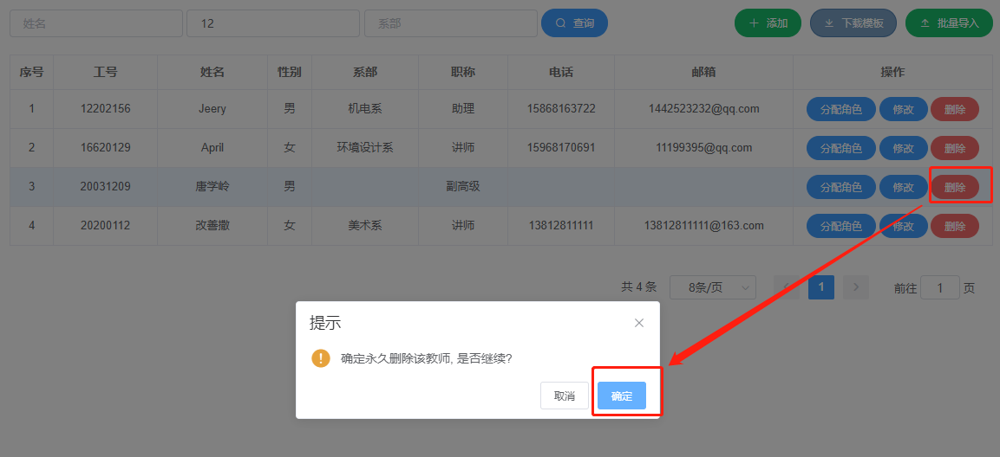 姓名 12 系部 查询 添加 下载模板 批量导入
序号 工号 姓名 性别 系部 职称 电话 邮箱 操作
1 12202156 Jeery 男 机电系 助理 15868163722 1442523232@qq.com 分配角色 修改 删除
2 16620129 April 女 环境设计系 讲师 15968170691 11199395@qq.com 分配角色 修改 删除
3 20031209 唐学岭 男 副高级 分配角色 修改 删除
4 20200112 改善撒 女 美术系 讲师 13812811111 13812811111@163.com 分配角色 修改 删除
共 4 条 8条/页 1 前往 1 页
提示
确定永久删除该教师, 是否继续?
取消 确定